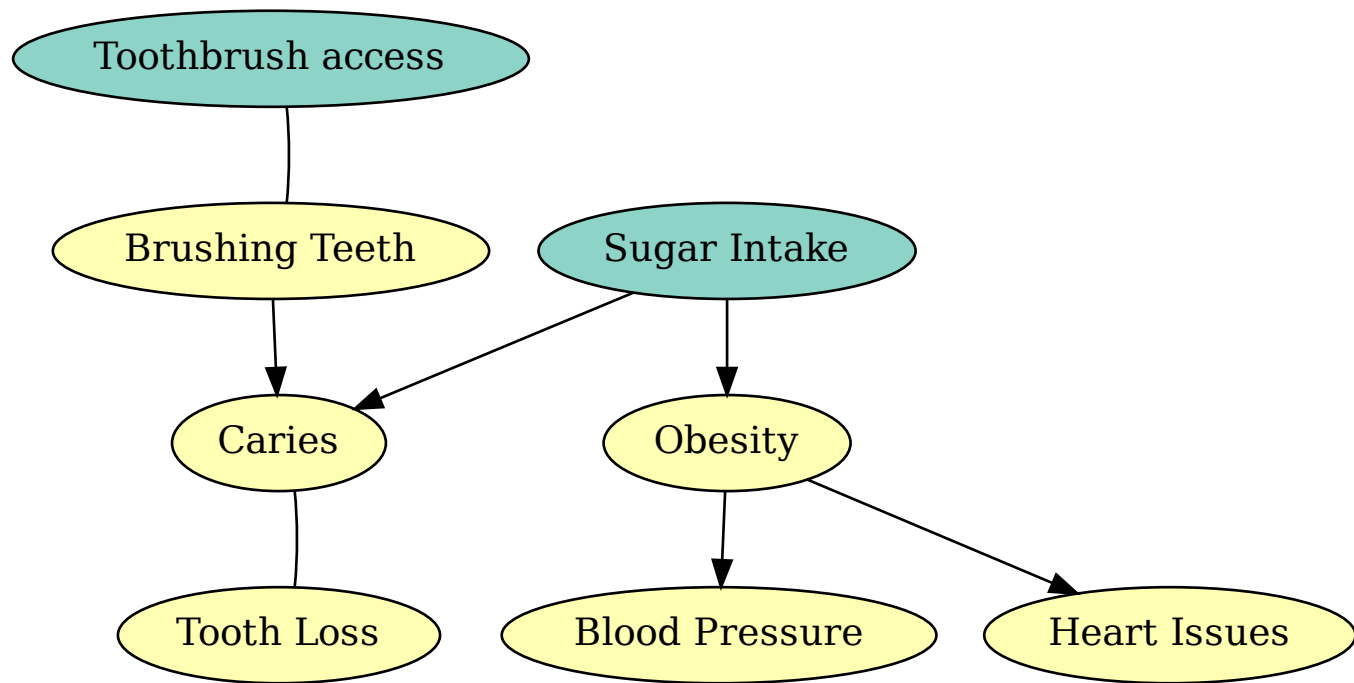 Toothbrush access
Brushing Teeth
Sugar Intake
Caries
Obesity
Tooth Loss
Blood Pressure
Heart Issues